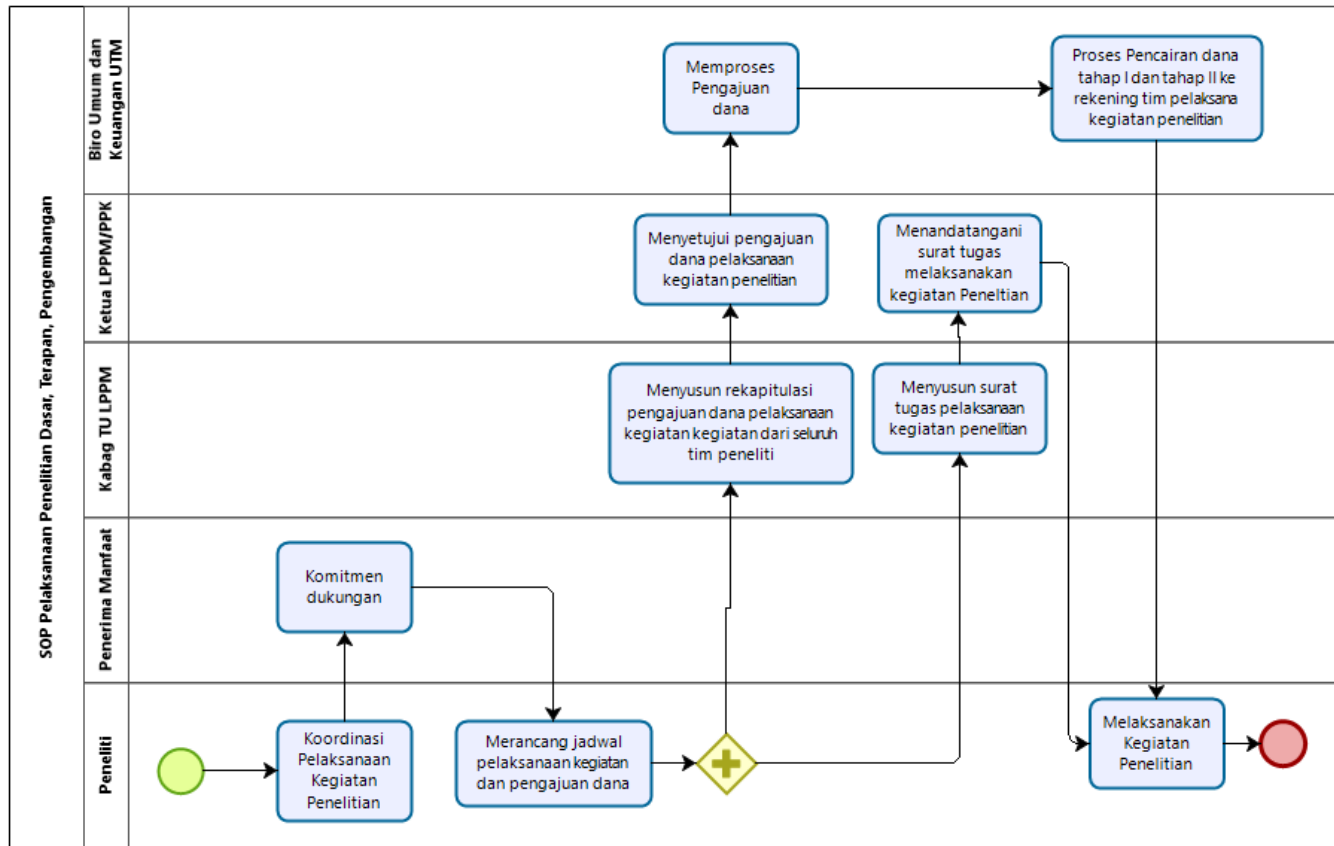 SOP Pelaksanaan Penelitian Dasar, Terapan, Pengembangan
Biro Umum dan
Keuangan UTM
Memproses
Pengajuan
dana
Proses Pencairan dana
tahap I dan tahap II ke
rekening tim pelaksana
kegiatan penelitian
Ketua LPPM/PPK
Menyetujui pengajuan
dana pelaksanaan
kegiatan penelitian
Menandatangani
surat tugas
melaksanakan
kegiatan Peneltian
Kabag TU LPPM
Menyusun rekapitulasi
pengajuan dana pelaksanaan
kegiatan kegiatan dari seluruh
tim peneliti
Menyusun surat
tugas pelaksanaan
kegiatan penelitian
Penerima Manfaat
Komitmen
dukungan
Peneliti
Koordinasi
Pelaksanaan
Kegiatan
Penelitian
Merancang jadwal
pelaksanaan kegiatan
dan pengajuan dana
Melaksanakan
Kegiatan
Penelitian